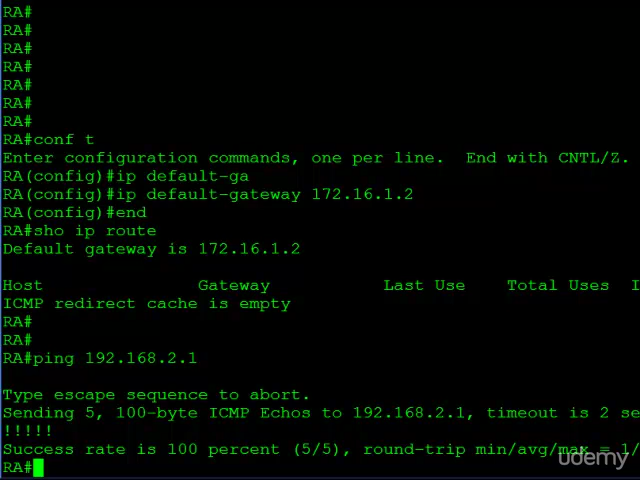 RA#
RA#
RA#
RA#
RA#
RA#
RA#
RA#conf t
Enter configuration commands, one per line.  End with CNTL/Z.
RA(config)#ip default-ga
RA(config)#ip default-gateway 172.16.1.2
RA(config)#end
RA#sho ip route
Default gateway is 172.16.1.2
Host               Gateway           Last Use    Total Uses  I
ICMP redirect cache is empty
RA#
RA#
RA#ping 192.168.2.1
Type escape sequence to abort.
Sending 5, 100-byte ICMP Echos to 192.168.2.1, timeout is 2 se
!!!!!
Success rate is 100 percent (5/5), round-trip min/avg/max = 1/
RA#
udemy